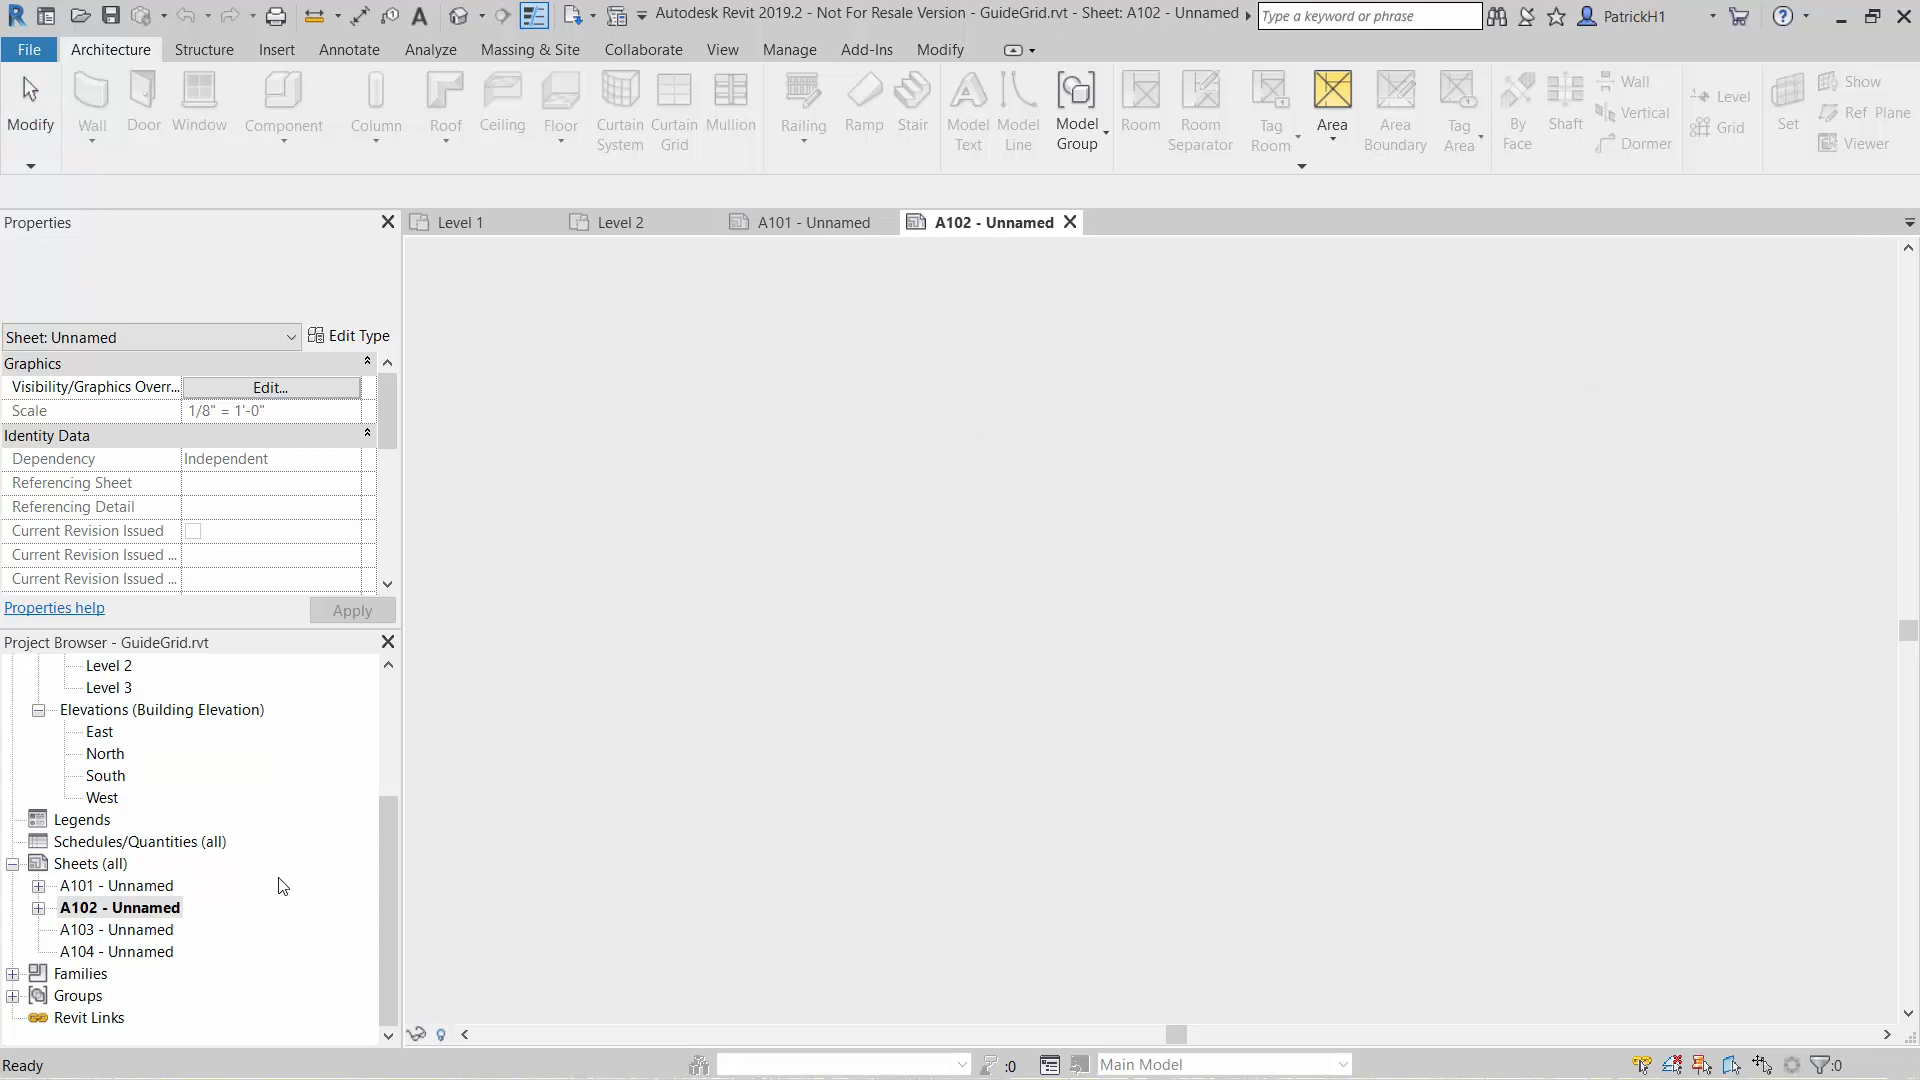 Autodesk Revit 2019.2 - Not For Resale Version - GuideGrid.rvt - Sheet: A102 - Unnamed
Type a keyword or phrase
PatrickH1
File Architecture Structure Insert Annotate Analyze Massing & Site Collaborate View Manage Add-Ins Modify
Modify
Wall
Door
Window
Component
Column
Roof
Ceiling
Floor
Curtain System
Curtain Grid
Mullion
Railing
Ramp
Stair
Model Text
Model Line
Model Group
Room
Room Separator
Tag Room
Area
Area Boundary
Tag Area
By Face
Shaft
Wall
Vertical
Dormer
Level
Grid
Set
Show
Ref Plane
Viewer
Properties
Level 1
Level 2
A101 - Unnamed
A102 - Unnamed
Sheet: Unnamed
Edit Type
Graphics
Visibility/Graphics Overr... Edit...
Scale 1/8" = 1'-0"
Identity Data
Dependency Independent
Referencing Sheet
Referencing Detail
Current Revision Issued
Current Revision Issued ...
Current Revision Issued ...
Properties help
Apply
Project Browser - GuideGrid.rvt
Level 2
Level 3
Elevations (Building Elevation)
East
North
South
West
Legends
Schedules/Quantities (all)
Sheets (all)
A101 - Unnamed
A102 - Unnamed
A103 - Unnamed
A104 - Unnamed
Families
Groups
Revit Links
Ready
:0
Main Model
:0